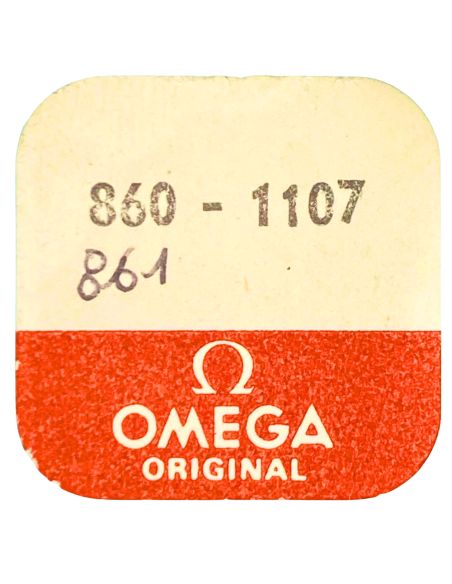 860 - 1107
861
Ω
OMEGA
ORIGINAL